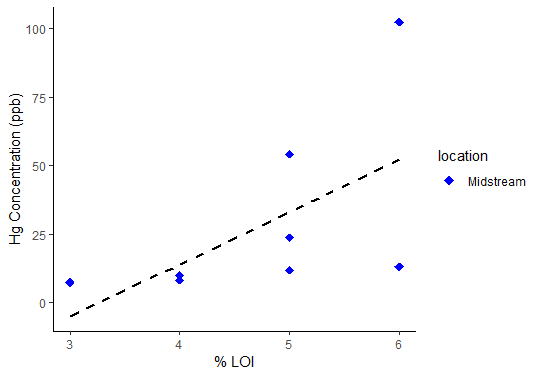 Hg Concentration (ppb)
100
75
50
25
0
3 4 5 6
% LOI
location
Midstream